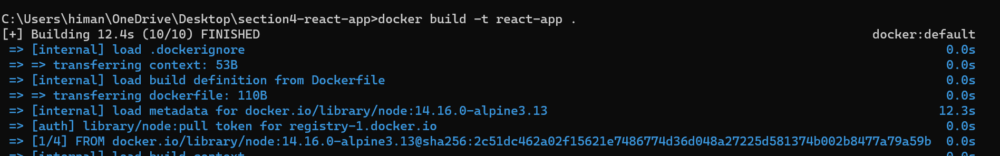 C:\Users\himan\OneDrive\Desktop\section4-react-app>docker build -t react-app .
[+] Building 12.4s (10/10) FINISHED docker:default
=> [internal] load .dockerignore 0.0s
=> => transferring context: 53B 0.0s
=> [internal] load build definition from Dockerfile 0.0s
=> => transferring dockerfile: 110B 0.0s
=> [internal] load metadata for docker.io/library/node:14.16.0-alpine3.13 12.3s
=> [auth] library/node:pull token for registry-1.docker.io 0.0s
=> [1/4] FROM docker.io/library/node:14.16.0-alpine3.13@sha256:2c51dc462a02f15621e7486774d36d048a27225d581374b002b8477a79a59b 0.0s
=> [internal] load build context 0.0s